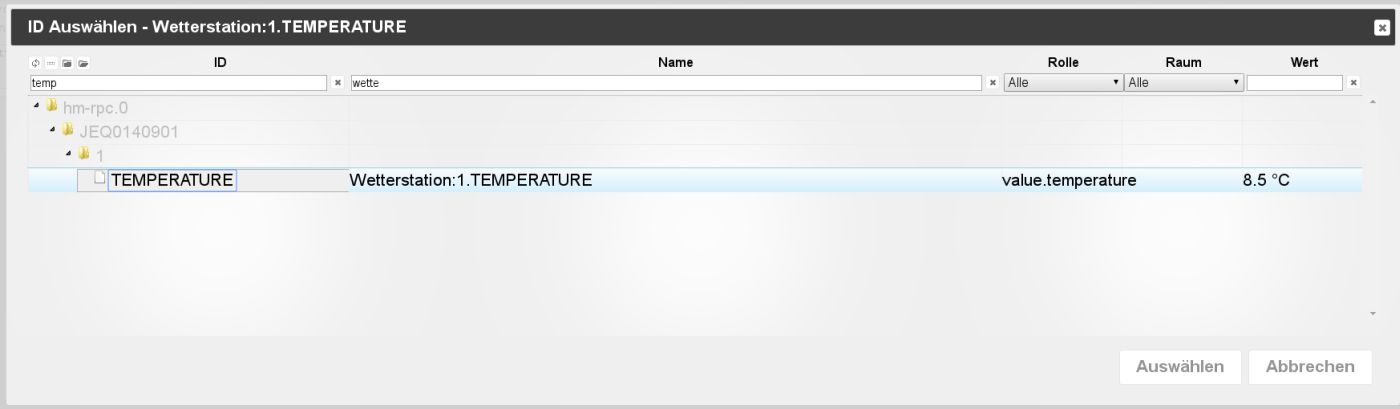 ID Auswählen - Wetterstation:1.TEMPERATURE
ID Name Rolle Raum Wert
temp wette Alle Alle
hm-rpc.0
JEQ0140901
1
TEMPERATURE Wetterstation:1.TEMPERATURE value.temperature 8.5 °C
Auswählen Abbrechen